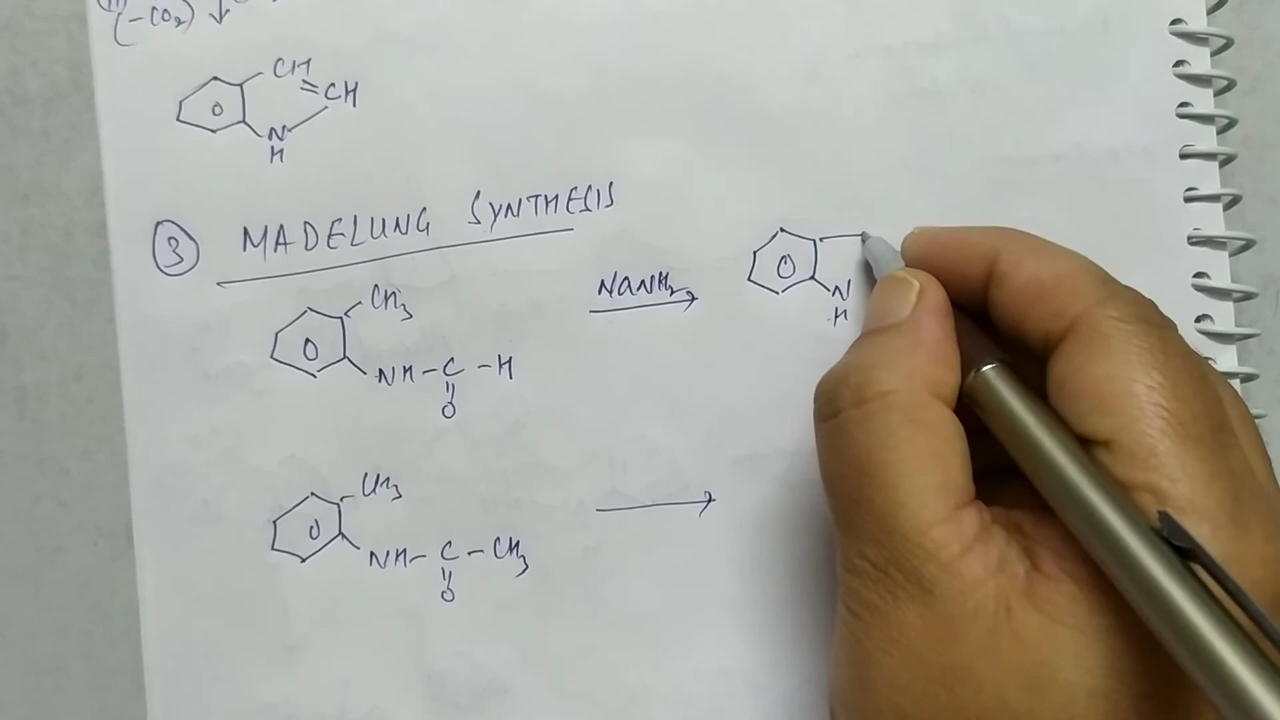 (-CO2) ↓
CH
=CH
N
H
3 MADELUNG SYNTHESIS
CH3
NH-C-H
O
NaNH2
N
H
CH3
NH-C-CH3
O